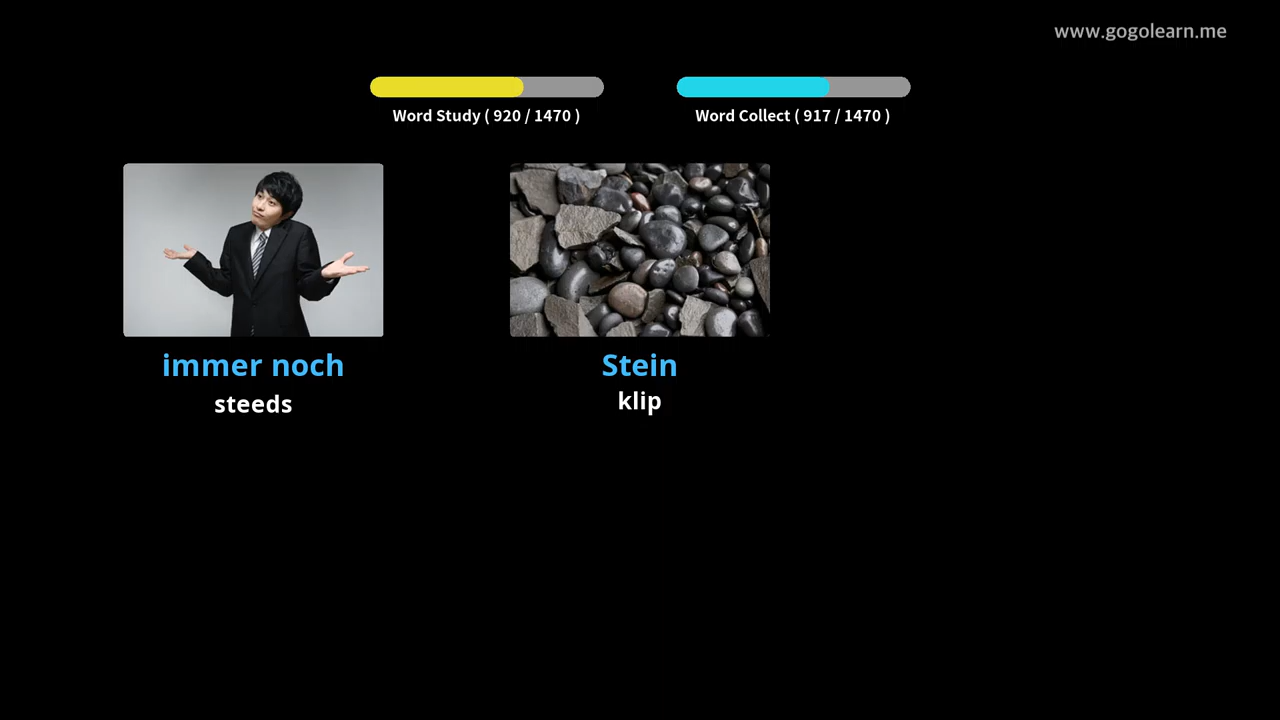 www.gogolearn.me
Word Study ( 920 / 1470 )
Word Collect ( 917 / 1470 )
immer noch
steeds
Stein
klip